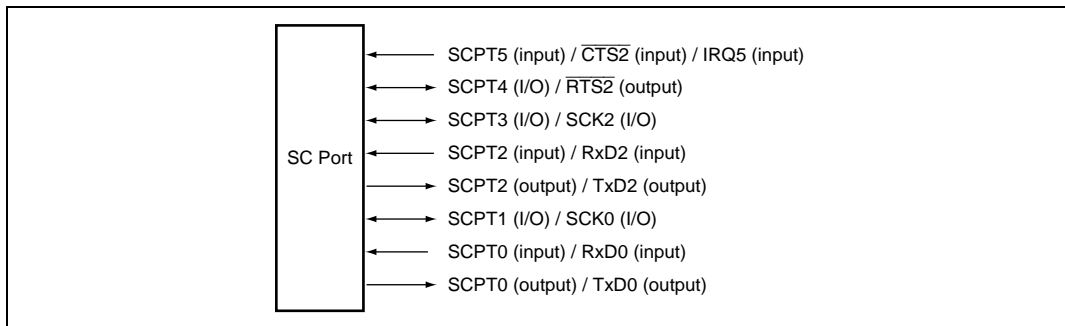 SCPT5 (input) / CTS2 (input) / IRQ5 (input)
SCPT4 (I/O) / RTS2 (output)
SCPT3 (I/O) / SCK2 (I/O)
SC Port
SCPT2 (input) / RxD2 (input)
SCPT2 (output) / TxD2 (output)
SCPT1 (I/O) / SCK0 (I/O)
SCPT0 (input) / RxD0 (input)
SCPT0 (output) / TxD0 (output)